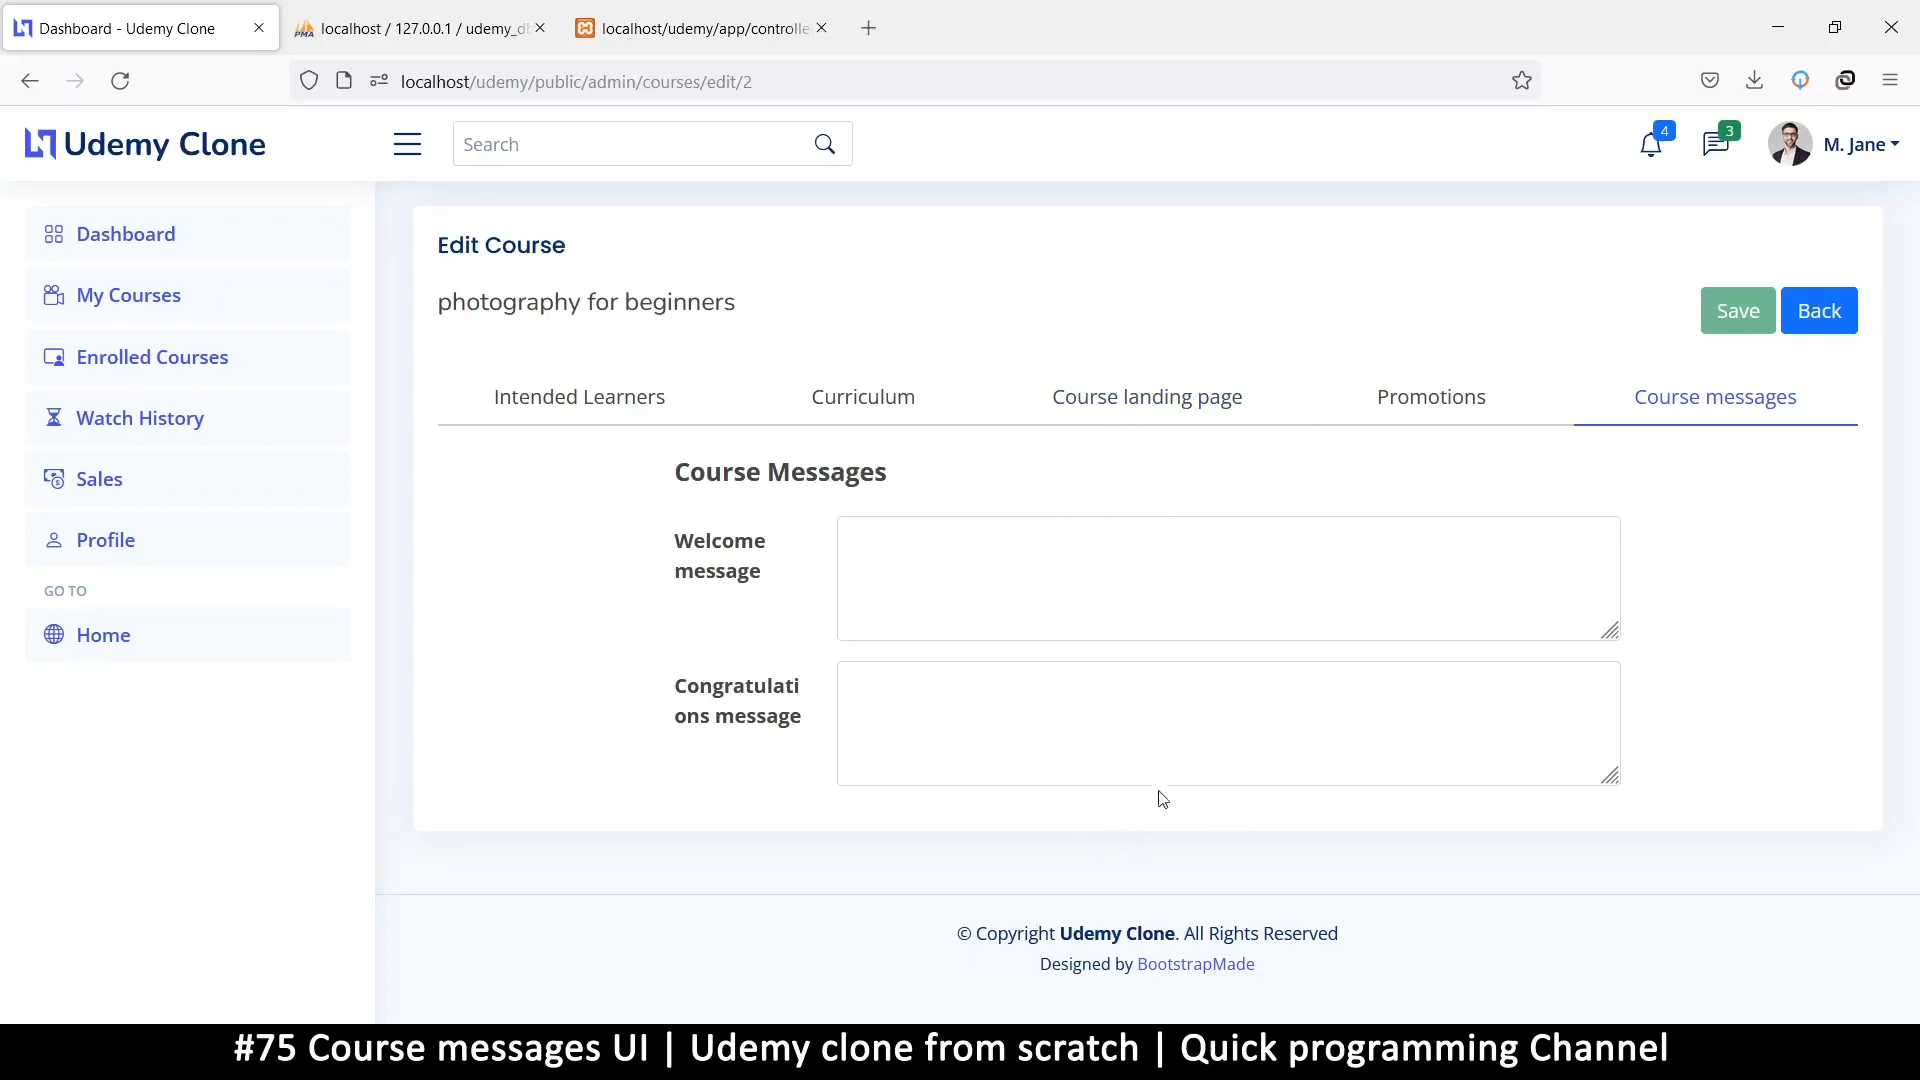 Dashboard - Udemy Clone
localhost / 127.0.0.1 / udemy_d
localhost/udemy/app/controlle
localhost/udemy/public/admin/courses/edit/2
Udemy Clone
Search
4
3
M. Jane
Dashboard
My Courses
Enrolled Courses
Watch History
Sales
Profile
GO TO
Home
Edit Course
photography for beginners
Save
Back
Intended Learners
Curriculum
Course landing page
Promotions
Course messages
Course Messages
Welcome
message
Congratulati
ons message
© Copyright Udemy Clone. All Rights Reserved
Designed by BootstrapMade
#75 Course messages UI | Udemy clone from scratch | Quick programming Channel